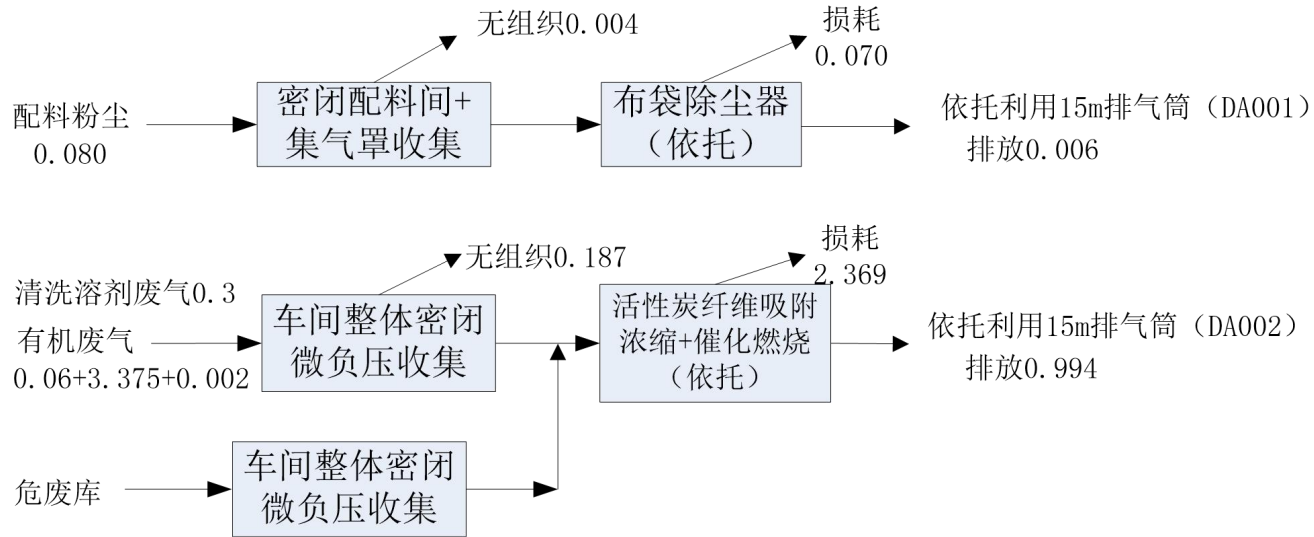 无组织0.004
损耗
0.070
配料粉尘
0.080
密闭配料间+
集气罩收集
布袋除尘器
（依托）
依托利用15m排气筒（DA001）
排放0.006
无组织0.187
损耗
2.369
清洗溶剂废气0.3
有机废气
0.06+3.375+0.002
车间整体密闭
微负压收集
活性炭纤维吸附
浓缩+催化燃烧
（依托）
依托利用15m排气筒（DA002）
排放0.994
危废库
车间整体密闭
微负压收集